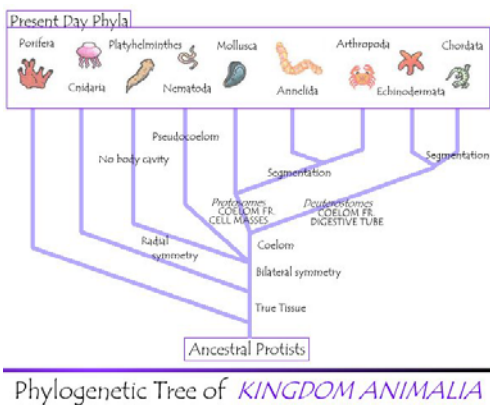 Present Day Phyla
Porifera
Cnidaria
Platyhelminthes
Nematoda
Mollusca
Annelida
Arthropoda
Echinodermata
Chordata
Pseudocoelom
No body cavity
Segmentation
Segmentation
Protosomes
COELOM FR.
CELL MASSES
Deuterostomes
COELOM FR.
DIGESTIVE TUBE
Radial
symmetry
Coelom
Bilateral symmetry
True Tissue
Ancestral Protists
Phylogenetic Tree of KINGDOM ANIMALIA